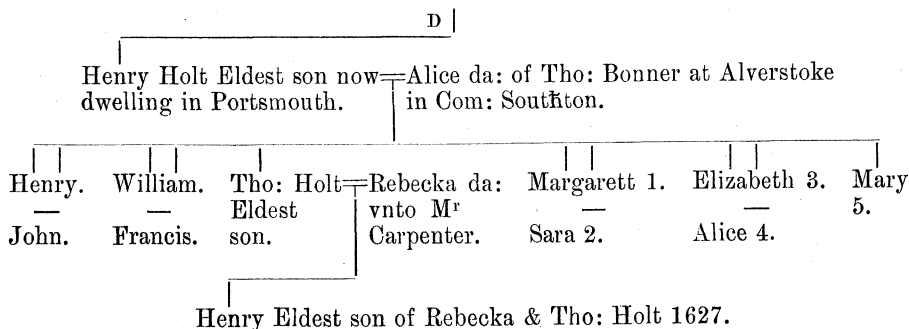 D
Henry Holt Eldest son now=Alice da: of Tho: Bonner at Alverstoke
dwelling in Portsmouth. in Com: Southton.
Henry. William. Tho: Holt=Rebecka da: Margarett 1. Elizabeth 3. Mary
— — Eldest vnto Mʳ — — 5.
John. Francis. son. Carpenter. Sara 2. Alice 4.
Henry Eldest son of Rebecka & Tho: Holt 1627.